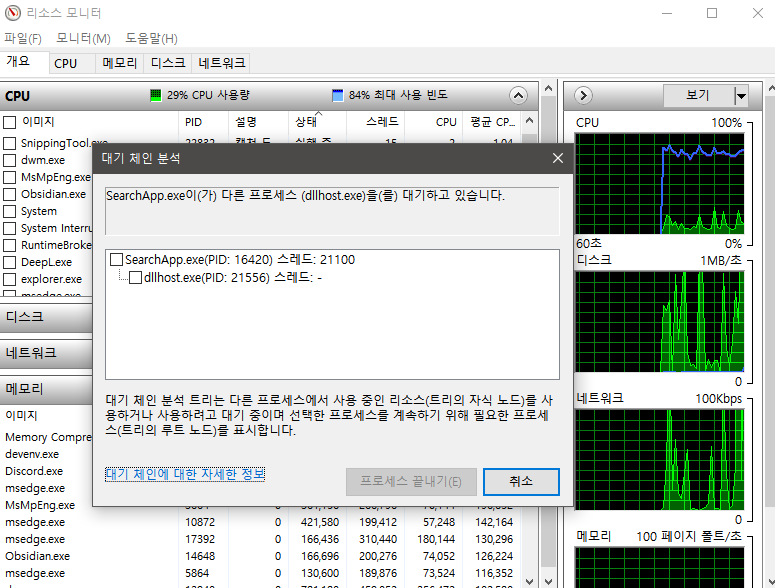 리소스 모니터
파일(F) 모니터(M) 도움말(H)
개요 CPU 메모리 디스크 네트워크
CPU 29% CPU 사용량 84% 최대 사용 빈도
이미지 PID 설명 상태 스레드 CPU 평균 CP...
SnippingTool.exe
dwm.exe
MsMpEng.exe
Obsidian.exe
System
System Interru
RuntimeBroke
DeepL.exe
explorer.exe
디스크
네트워크
메모리
이미지
Memory Compre
devenv.exe
Discord.exe
msedge.exe
MsMpEng.exe
msedge.exe 10872 0 421,580 199,412 57,248 142,164
msedge.exe 17392 0 166,436 310,440 180,144 130,296
Obsidian.exe 14648 0 166,696 200,276 74,052 126,224
msedge.exe 5864 0 130,600 189,876 73,524 116,352
대기 체인 분석
SearchApp.exe이(가) 다른 프로세스 (dllhost.exe)을(를) 대기하고 있습니다.
SearchApp.exe(PID: 16420) 스레드: 21100
dllhost.exe(PID: 21556) 스레드: -
대기 체인 분석 트리는 다른 프로세스에서 사용 중인 리소스(트리의 자식 노드)를 사
용하거나 사용하려고 대기 중이며 선택한 프로세스를 계속하기 위해 필요한 프로세
스(트리의 루트 노드)를 표시합니다.
대기 체인에 대한 자세한 정보
프로세스 끝내기(E) 취소
보기
CPU 100%
60초 0%
디스크 1MB/초
0
네트워크 100Kbps
0
메모리 100 페이지 폴트/초